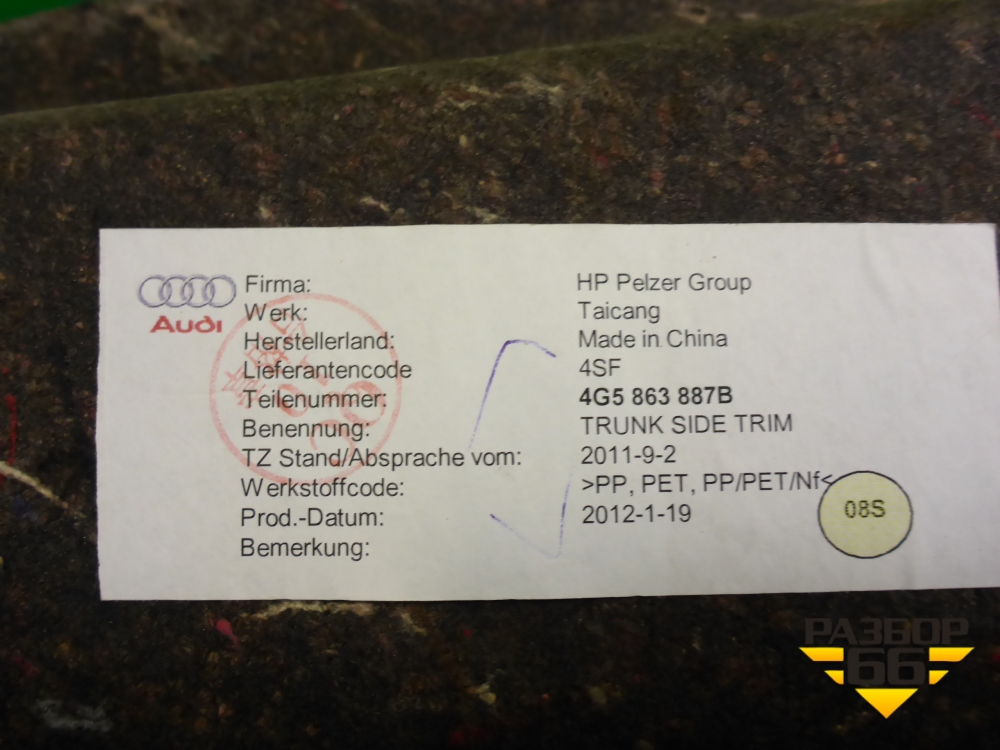 Audi
Firma: HP Pelzer Group
Werk: Taicang
Herstellerland: Made in China
Lieferantencode 4SF
Teilenummer: 4G5 863 887B
Benennung: TRUNK SIDE TRIM
TZ Stand/Absprache vom: 2011-9-2
Werkstoffcode: >PP, PET, PP/PET/Nf<
Prod.-Datum: 2012-1-19
Bemerkung:
08S
РАЗБОР
66